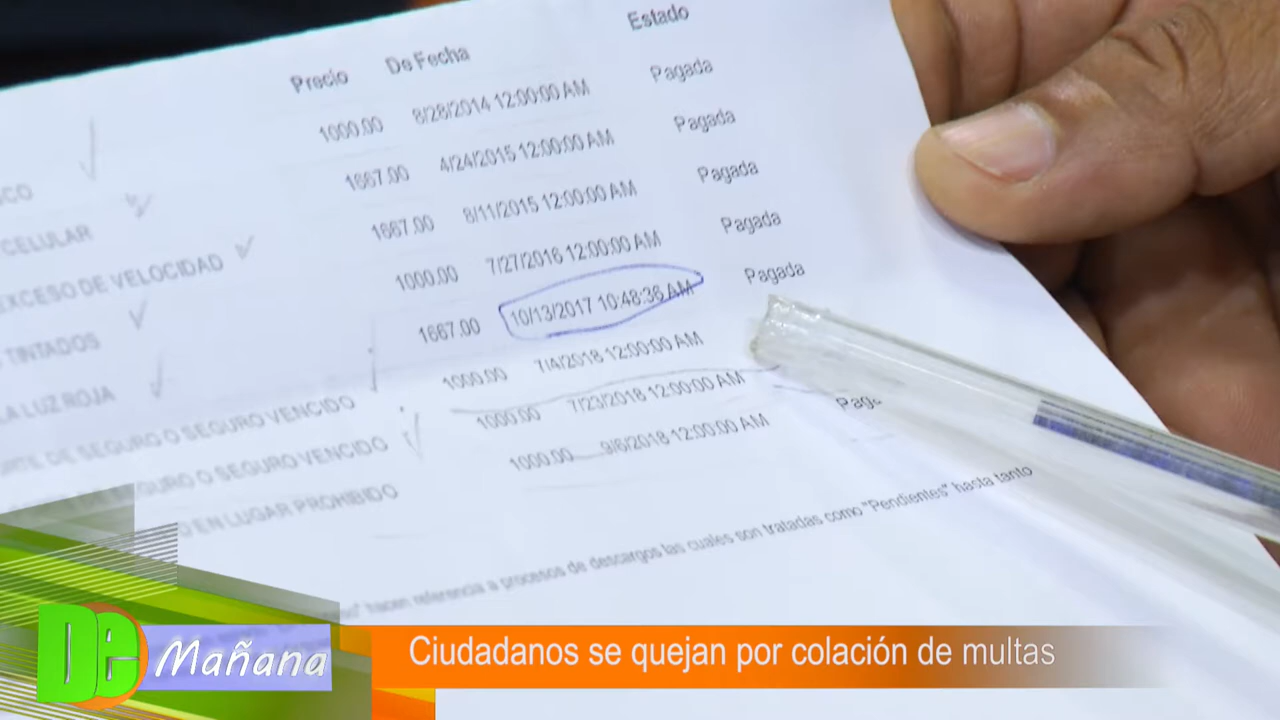 Precio De Fecha Estado
1000.00 8/28/2014 12:00:00 AM Pagada
CELULAR 1667.00 4/24/2015 12:00:00 AM Pagada
EXCESO DE VELOCIDAD 1667.00 8/11/2015 12:00:00 AM Pagada
TINTADOS 1000.00 7/27/2016 12:00:00 AM Pagada
LA LUZ ROJA 1667.00 10/13/2017 10:48:36 AM Pagada
DE SEGURO O SEGURO VENCIDO 1000.00 7/4/2018 12:00:00 AM
SEGURO O SEGURO VENCIDO 1000.00 7/23/2018 12:00:00 AM
EN LUGAR PROHIBIDO 1000.00 9/6/2018 12:00:00 AM Paga
hacen referencia a procesos de descargos las cuales son tratadas como "Pendientes" hasta tanto
De Mañana
Ciudadanos se quejan por colación de multas